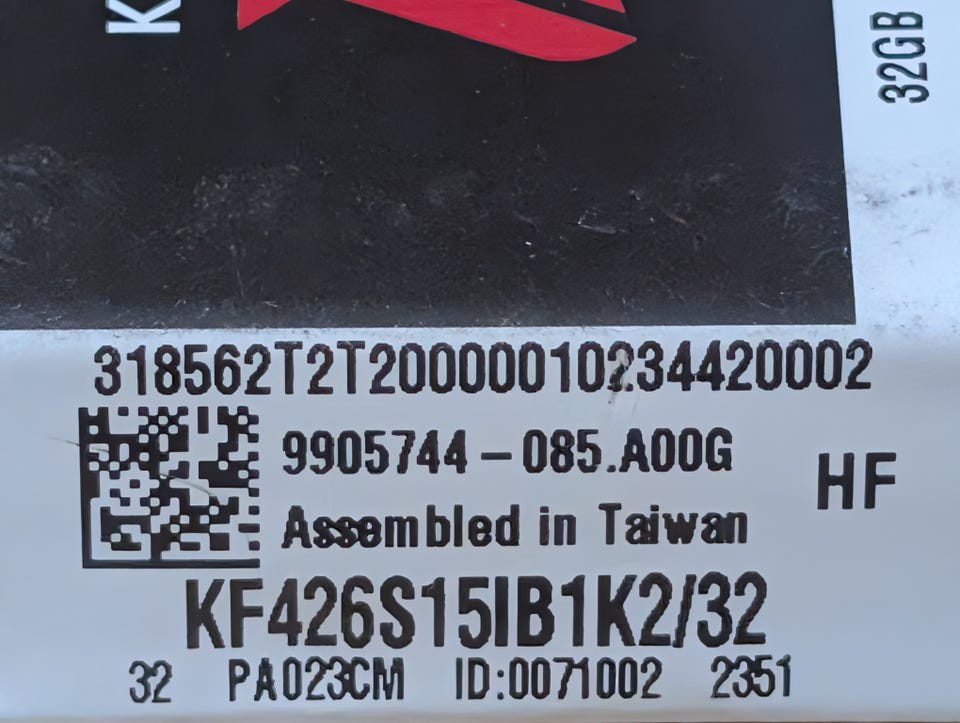 K
32GB
318562T2T20000010234420002
9905744-085.A00G
HF
Assembled in Taiwan
KF426S15IB1K2/32
32 PA023CM ID:0071002 2351